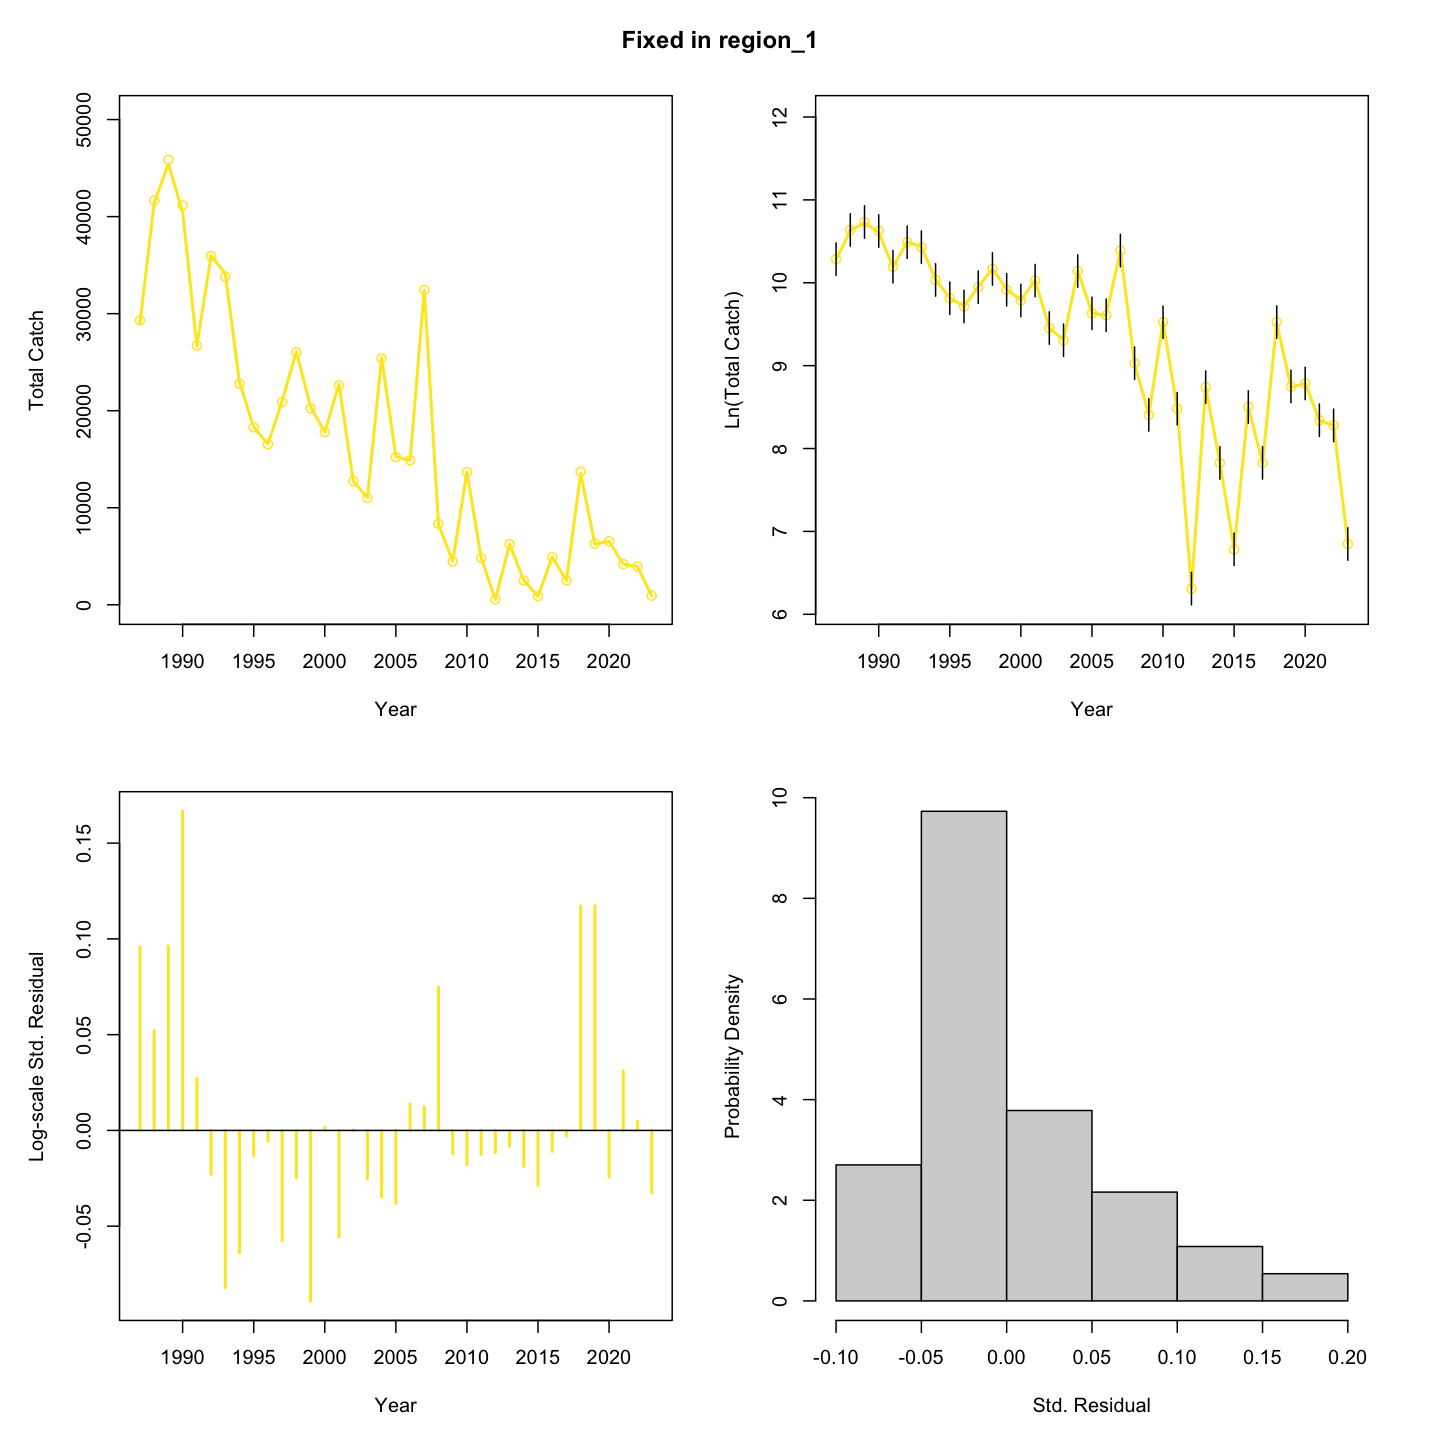 Fixed in region_1
Total Catch
50000
40000
30000
20000
10000
0
1990 1995 2000 2005 2010 2015 2020
Year
Ln(Total Catch)
12
11
10
9
8
7
6
1990 1995 2000 2005 2010 2015 2020
Year
Log-scale Std. Residual
0.15
0.10
0.05
0.00
-0.05
1990 1995 2000 2005 2010 2015 2020
Year
Probability Density
10
8
6
4
2
0
-0.10 -0.05 0.00 0.05 0.10 0.15 0.20
Std. Residual